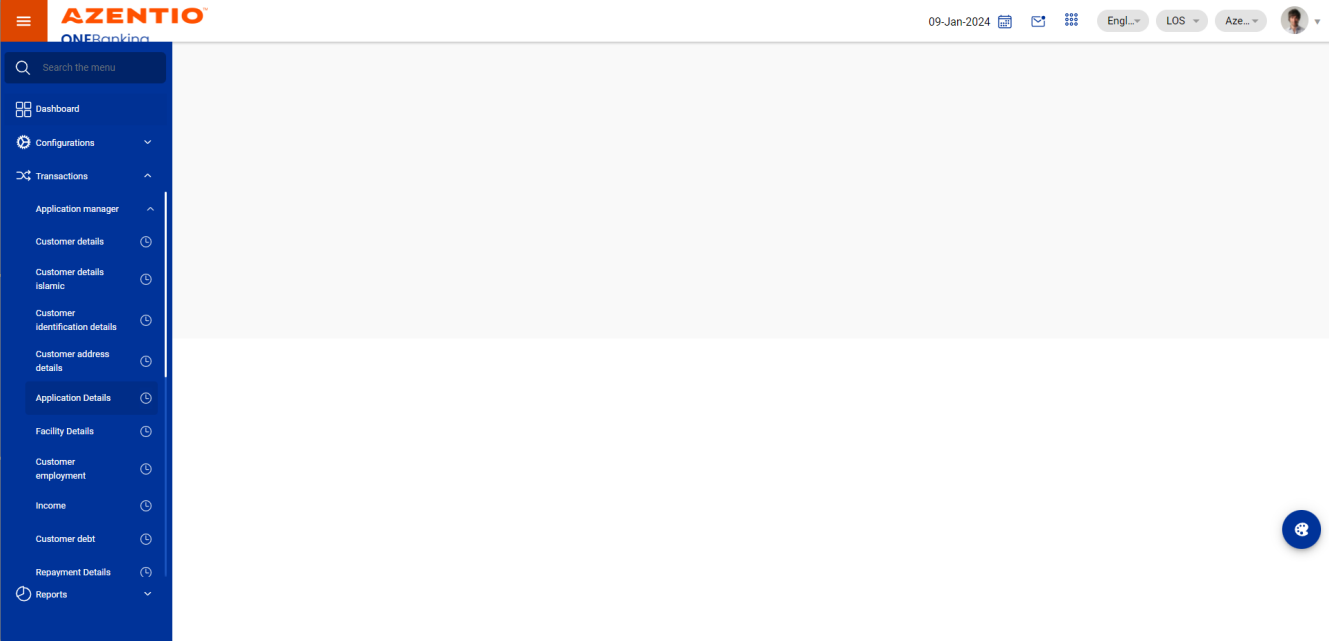 AZENTIO™
ONEBanking
09-Jan-2024
Engl...
LOS
Aze...
Search the menu
Dashboard
Configurations
Transactions
Application manager
Customer details
Customer details
islamic
Customer
identification details
Customer address
details
Application Details
Facility Details
Customer
employment
Income
Customer debt
Repayment Details
Reports